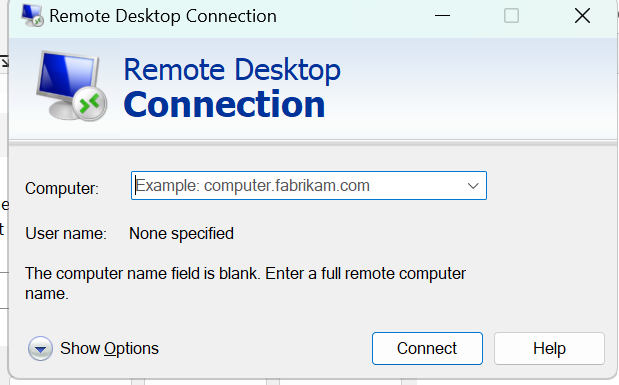 Remote Desktop Connection
Remote Desktop
Connection
Computer:
Example: computer.fabrikam.com
User name:
None specified
The computer name field is blank. Enter a full remote computer
name.
Show Options
Connect
Help